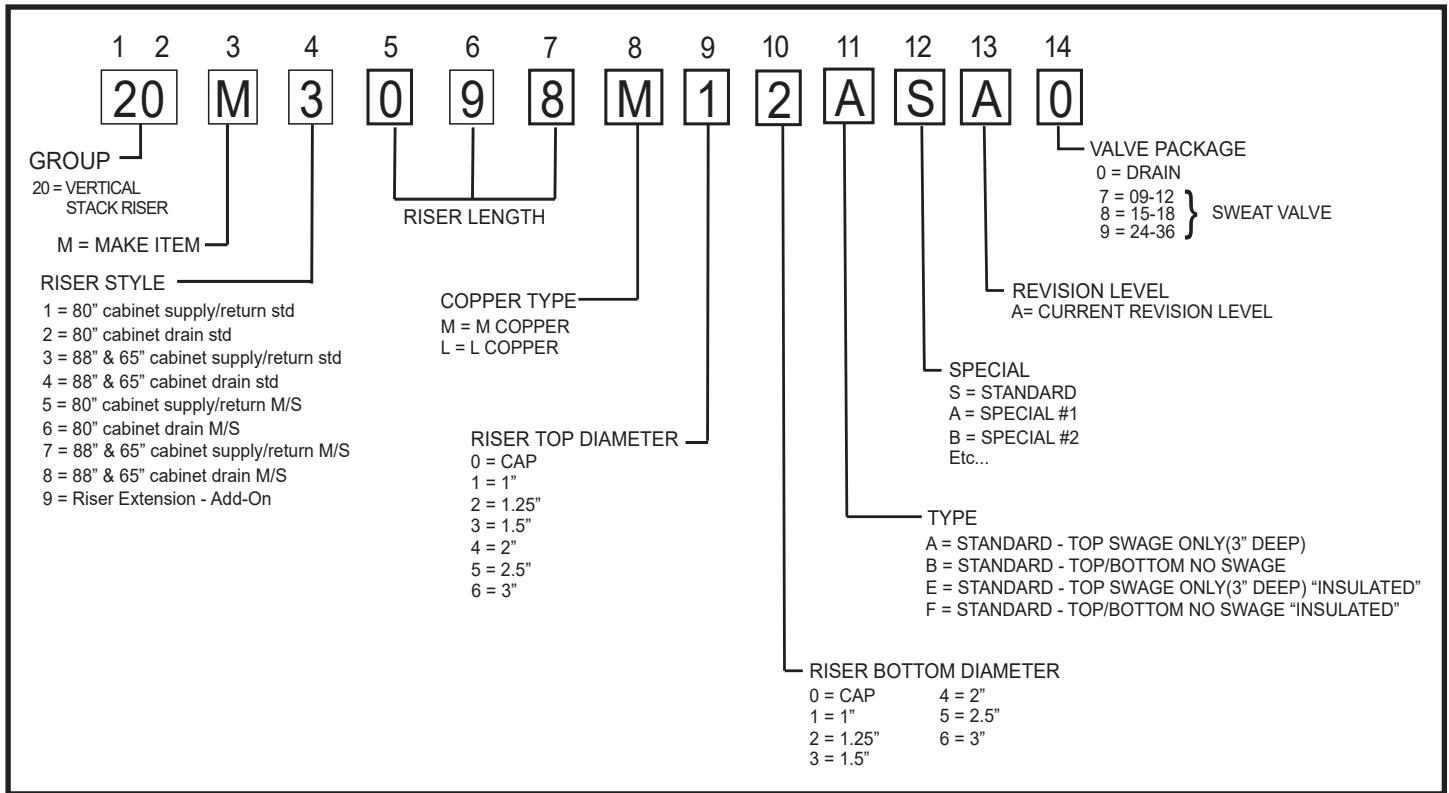 1 2 3 4 5 6 7 8 9 10 11 12 13 14
20 M 3 0 9 8 M 1 2 A S A 0
GROUP
20 = VERTICAL
STACK RISER
M = MAKE ITEM
RISER STYLE
1 = 80” cabinet supply/return std
2 = 80” cabinet drain std
3 = 88” & 65” cabinet supply/return std
4 = 88” & 65” cabinet drain std
5 = 80” cabinet supply/return M/S
6 = 80” cabinet drain M/S
7 = 88” & 65” cabinet supply/return M/S
8 = 88” & 65” cabinet drain M/S
9 = Riser Extension - Add-On
RISER LENGTH
COPPER TYPE
M = M COPPER
L = L COPPER
RISER TOP DIAMETER
0 = CAP
1 = 1”
2 = 1.25”
3 = 1.5”
4 = 2”
5 = 2.5”
6 = 3”
RISER BOTTOM DIAMETER
0 = CAP
1 = 1”
2 = 1.25”
3 = 1.5”
4 = 2”
5 = 2.5”
6 = 3”
TYPE
A = STANDARD - TOP SWAGE ONLY(3” DEEP)
B = STANDARD - TOP/BOTTOM NO SWAGE
E = STANDARD - TOP SWAGE ONLY(3” DEEP) “INSULATED”
F = STANDARD - TOP/BOTTOM NO SWAGE “INSULATED”
SPECIAL
S = STANDARD
A = SPECIAL #1
B = SPECIAL #2
Etc...
REVISION LEVEL
A= CURRENT REVISION LEVEL
VALVE PACKAGE
0 = DRAIN
7 = 09-12
8 = 15-18
9 = 24-36
} SWEAT VALVE